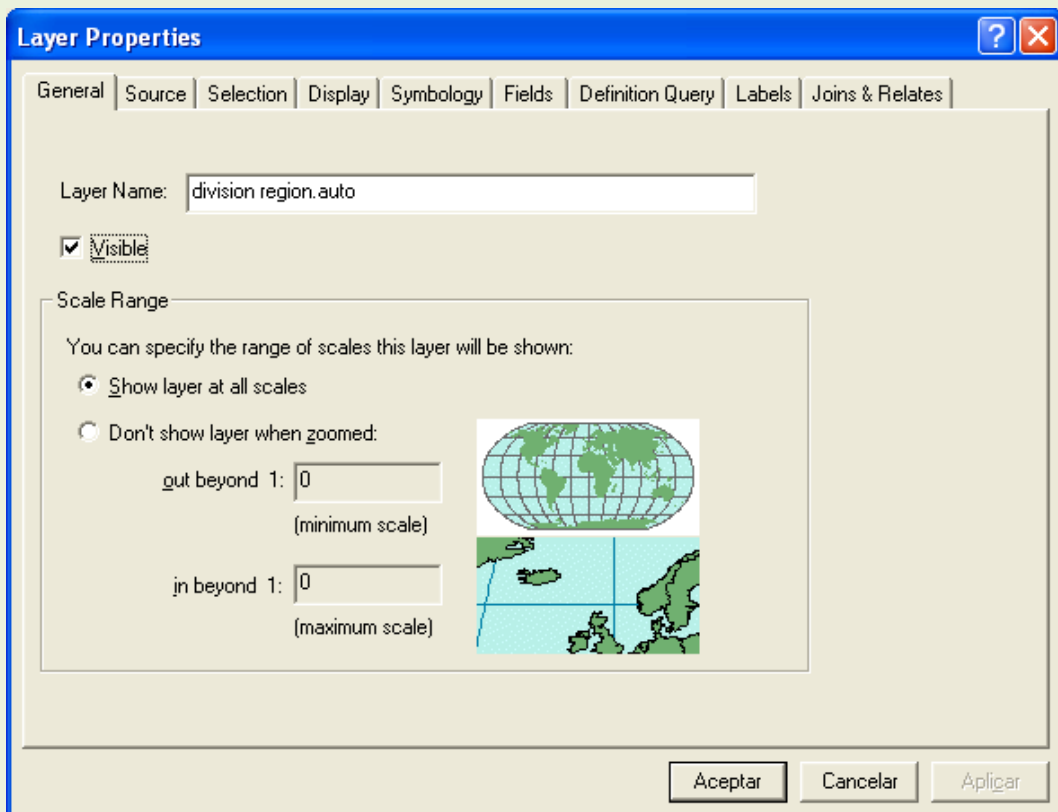 Layer Properties
General Source Selection Display Symbology Fields Definition Query Labels Joins & Relates
Layer Name: division region.auto
Visible
Scale Range
You can specify the range of scales this layer will be shown:
Show layer at all scales
Don't show layer when zoomed:
out beyond 1: 0
(minimum scale)
in beyond 1: 0
(maximum scale)
Aceptar Cancelar Aplicar